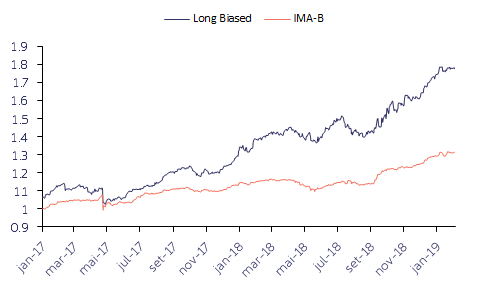 Long Biased
IMA-B
1.9
1.8
1.7
1.6
1.5
1.4
1.3
1.2
1.1
1
0.9
jan-17
mar-17
mai-17
jul-17
set-17
nov-17
jan-18
mar-18
mai-18
jul-18
set-18
nov-18
jan-19